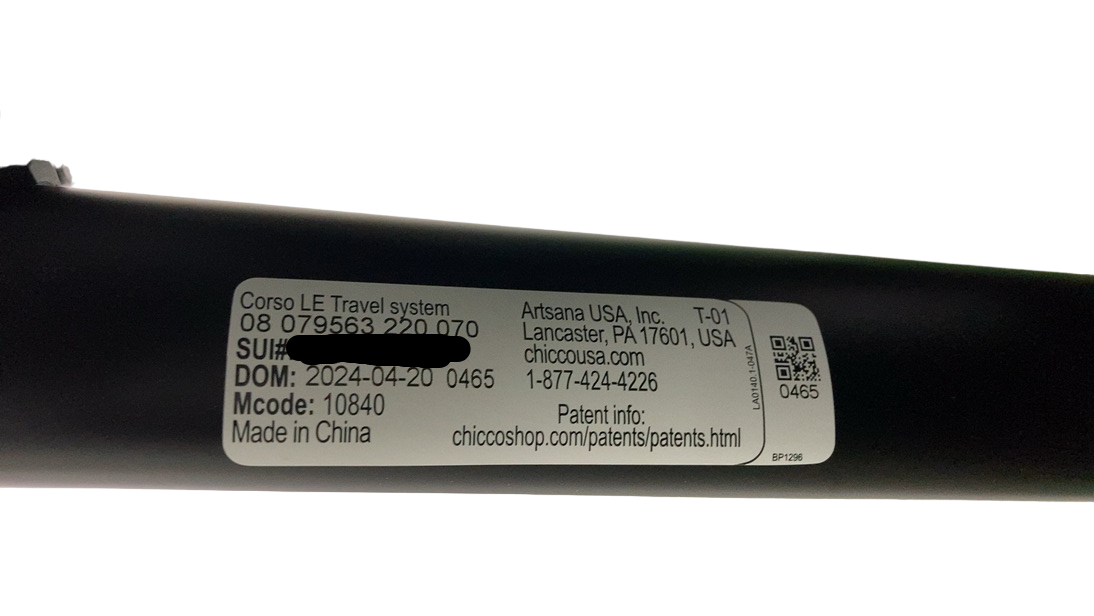 Corso LE Travel system
08 079563 220 070
SUI#
DOM: 2024-04-20 0465
Mcode: 10840
Made in China
Artsana USA, Inc. T-01
Lancaster, PA 17601, USA
chiccousa.com
1-877-424-4226
Patent info:
chiccoshop.com/patents/patents.html
LA0140.1-047A
0465
BP1296